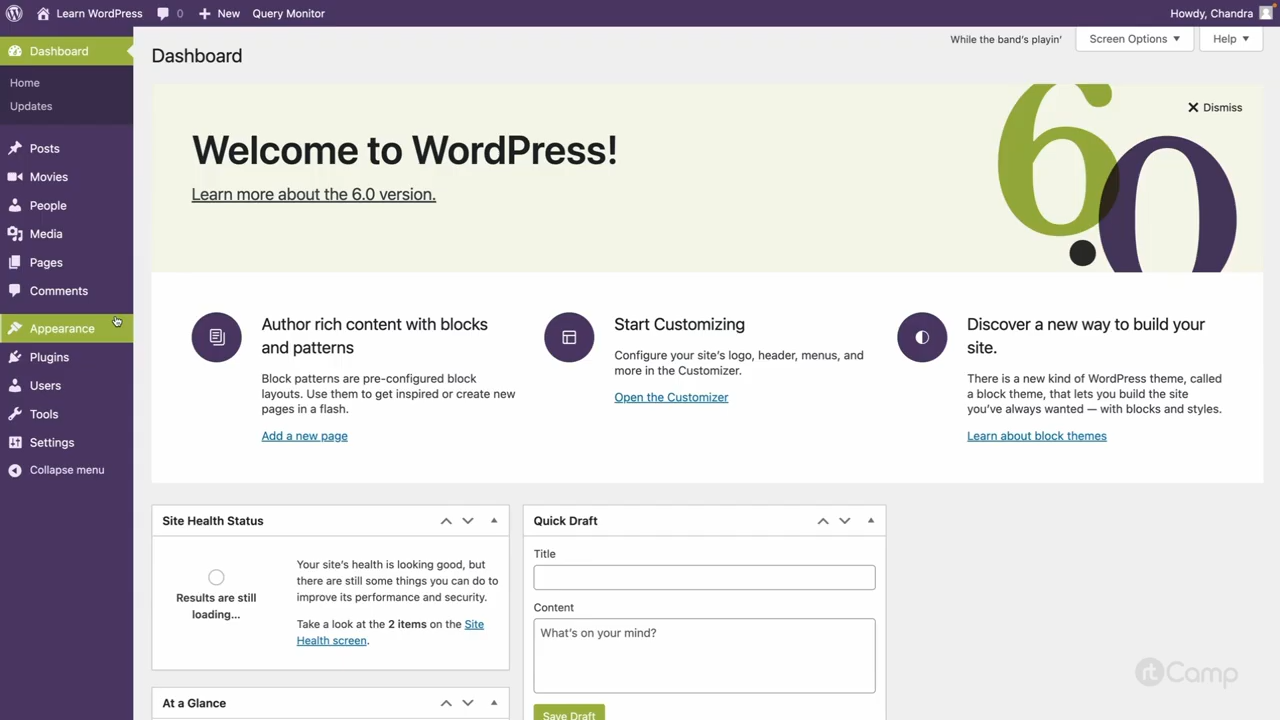 Learn WordPress 0 New Query Monitor Howdy, Chandra
Dashboard
Home
Updates
Posts
Movies
People
Media
Pages
Comments
Appearance
Plugins
Users
Tools
Settings
Collapse menu
While the band's playin' Screen Options Help
Dashboard
Dismiss
Welcome to WordPress!
Learn more about the 6.0 version.
6.0
Author rich content with blocks
and patterns
Block patterns are pre-configured block
layouts. Use them to get inspired or create new
pages in a flash.
Add a new page
Start Customizing
Configure your site's logo, header, menus, and
more in the Customizer.
Open the Customizer
Discover a new way to build your
site.
There is a new kind of WordPress theme, called
a block theme, that lets you build the site
you've always wanted — with blocks and styles.
Learn about block themes
Site Health Status
Results are still
loading...
Your site's health is looking good, but
there are still some things you can do to
improve its performance and security.
Take a look at the 2 items on the Site
Health screen.
At a Glance
Quick Draft
Title
Content
What's on your mind?
Save Draft
rtCamp